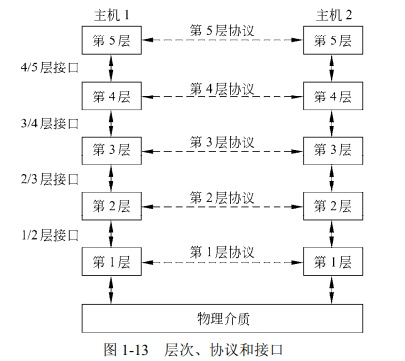 主机1 主机2
第5层 第5层协议 第5层
4/5层接口
第4层 第4层协议 第4层
3/4层接口
第3层 第3层协议 第3层
2/3层接口
第2层 第2层协议 第2层
1/2层接口
第1层 第1层协议 第1层
物理介质
图 1-13 层次、协议和接口